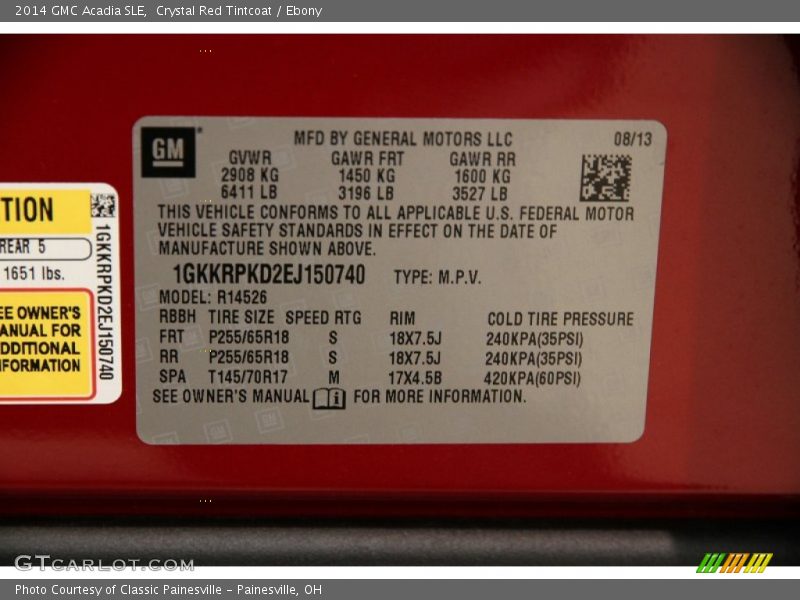 2014 GMC Acadia SLE, Crystal Red Tintcoat / Ebony
GM
MFD BY GENERAL MOTORS LLC 08/13
GVWR GAWR FRT GAWR RR
2908 KG 1450 KG 1600 KG
6411 LB 3196 LB 3527 LB
THIS VEHICLE CONFORMS TO ALL APPLICABLE U.S. FEDERAL MOTOR
VEHICLE SAFETY STANDARDS IN EFFECT ON THE DATE OF
MANUFACTURE SHOWN ABOVE.
1GKKRPKD2EJ150740 TYPE: M.P.V.
MODEL: R14526
RBBH TIRE SIZE SPEED RTG RIM COLD TIRE PRESSURE
FRT P255/65R18 S 18X7.5J 240KPA(35PSI)
RR P255/65R18 S 18X7.5J 240KPA(35PSI)
SPA T145/70R17 M 17X4.5B 420KPA(60PSI)
SEE OWNER'S MANUAL i FOR MORE INFORMATION.
TION
REAR 5
1651 lbs.
EE OWNER'S
ANUAL FOR
DDITIONAL
FORMATION
1GKKRPKD2EJ150740
GTCARLOT.COM
Photo Courtesy of Classic Painesville - Painesville, OH